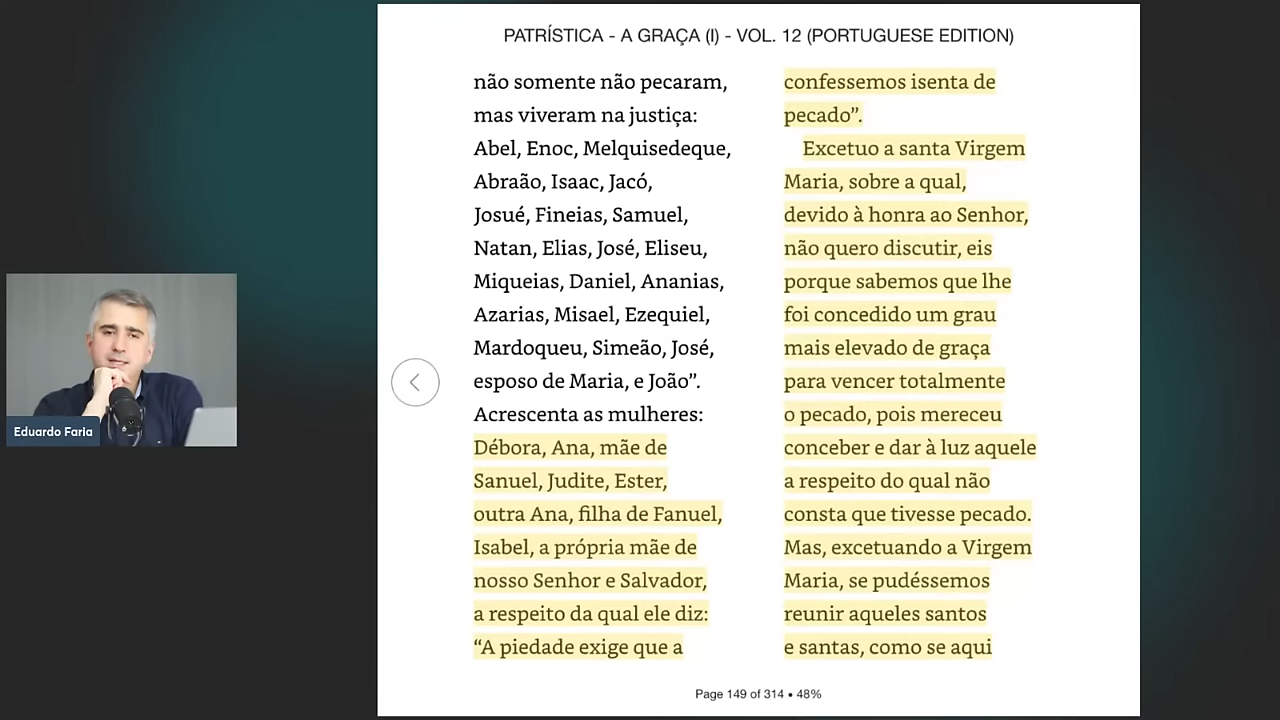 PATRÍSTICA - A GRAÇA (I) - VOL. 12 (PORTUGUESE EDITION)
não somente não pecaram,
mas viveram na justiça:
Abel, Enoc, Melquisedeque,
Abraão, Isaac, Jacó,
Josué, Fineias, Samuel,
Natan, Elias, José, Eliseu,
Miqueias, Daniel, Ananias,
Azarias, Misael, Ezequiel,
Mardoqueu, Simeão, José,
esposo de Maria, e João”.
Acrescenta as mulheres:
Débora, Ana, mãe de
Sanuel, Judite, Ester,
outra Ana, filha de Fanuel,
Isabel, a própria mãe de
nosso Senhor e Salvador,
a respeito da qual ele diz:
“A piedade exige que a
confessemos isenta de
pecado”.
Excetuo a santa Virgem
Maria, sobre a qual,
devido à honra ao Senhor,
não quero discutir, eis
porque sabemos que lhe
foi concedido um grau
mais elevado de graça
para vencer totalmente
o pecado, pois mereceu
conceber e dar à luz aquele
a respeito do qual não
consta que tivesse pecado.
Mas, excetuando a Virgem
Maria, se pudéssemos
reunir aqueles santos
e santas, como se aqui
Page 149 of 314 • 48%
Eduardo Faria